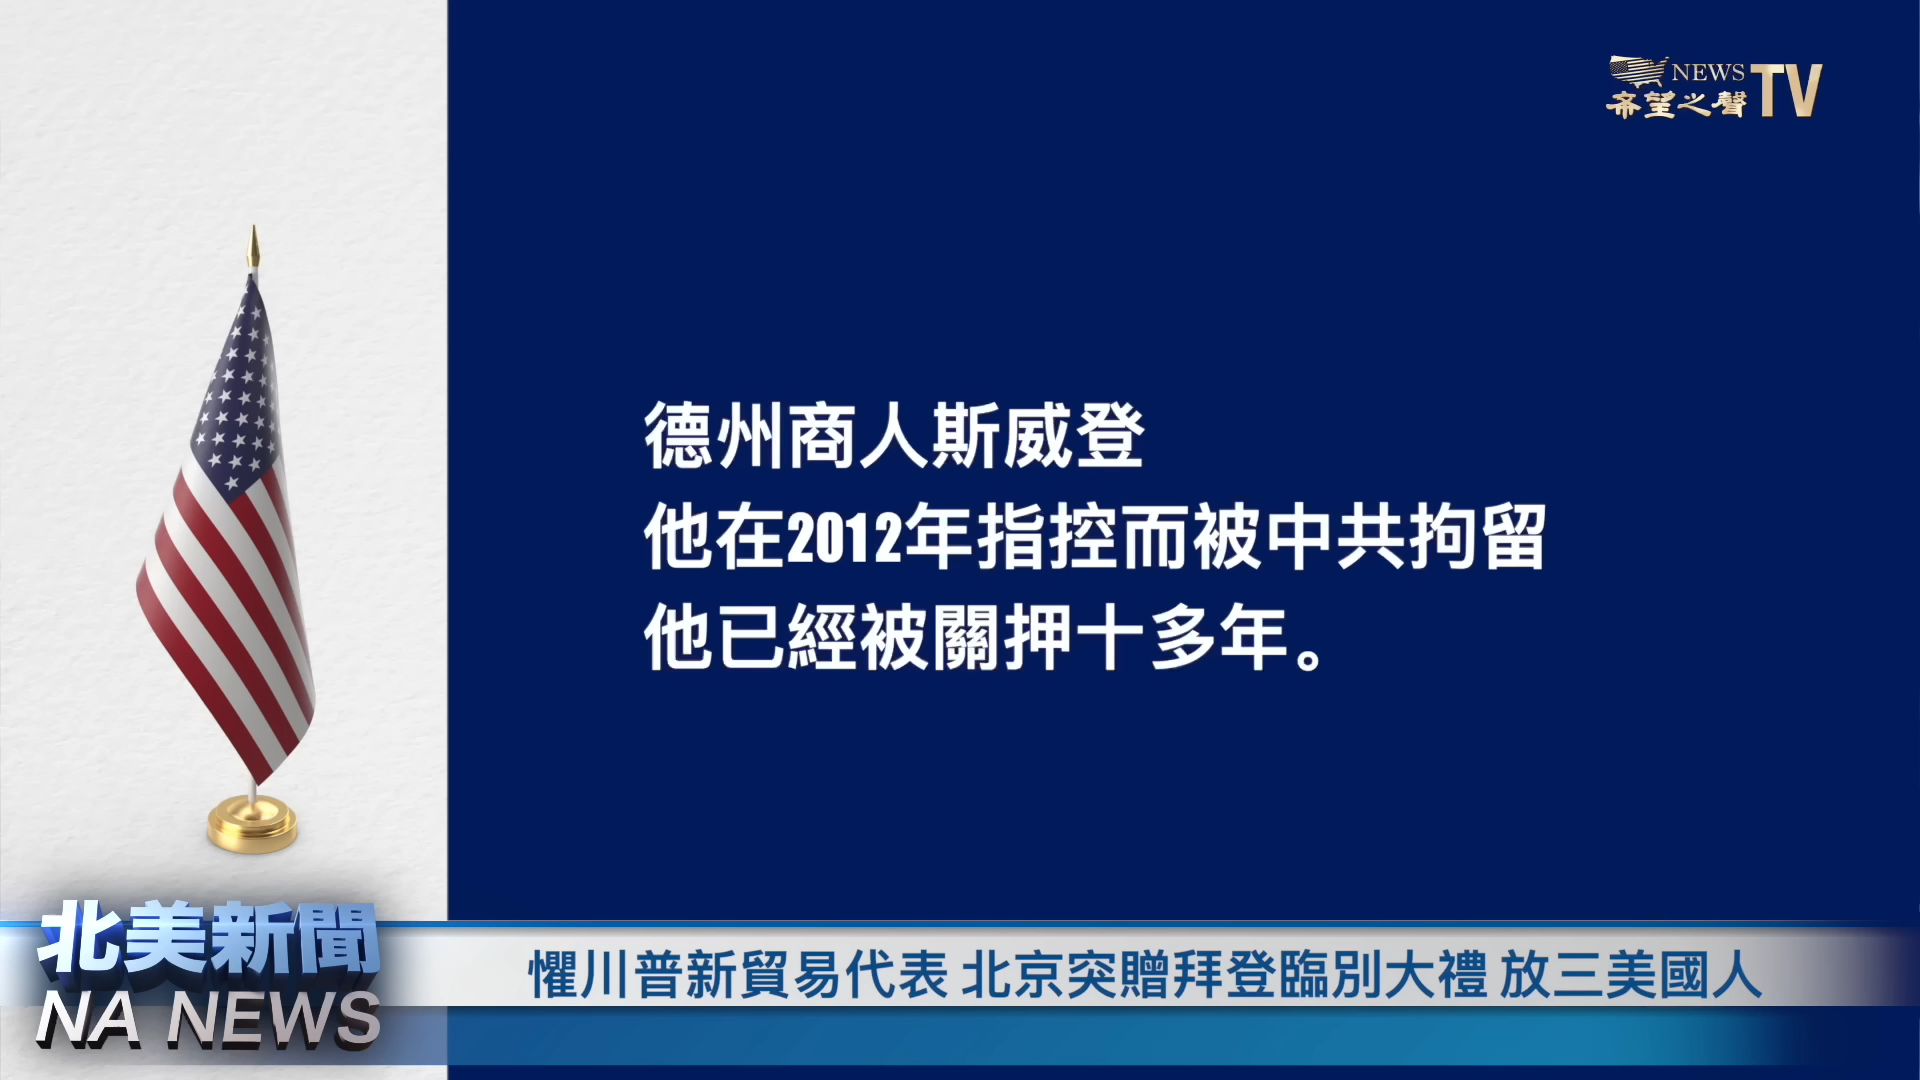 NEWS
希望之聲TV
德州商人斯威登
他在2012年指控而被中共拘留
他已經被關押十多年。
北美新聞
NA NEWS
懼川普新貿易代表 北京突贈拜登臨別大禮 放三美國人